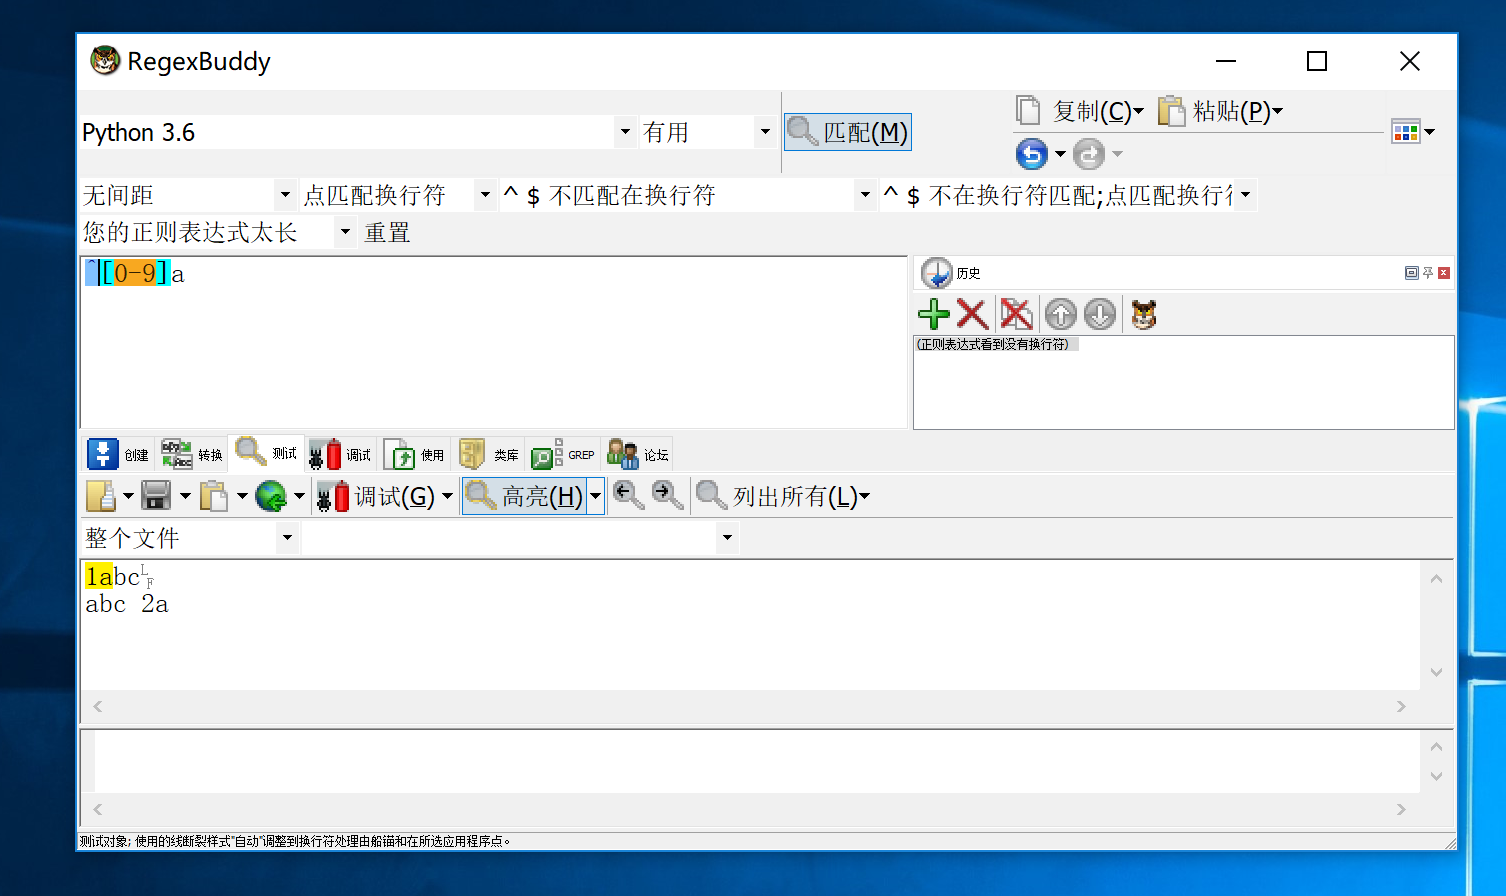 RegexBuddy
复制(C) 粘贴(P)
Python 3.6 有用 匹配(M)
无间距 点匹配换行符 ^ $ 不匹配在换行符 ^ $ 不在换行符匹配;点匹配换行
您的正则表达式太长 重置
^[0-9]a
历史
(正则表达式看到没有换行符)
创建 转换 测试 调试 使用 类库 GREP 论坛
调试(G) 高亮(H) 列出所有(L)
整个文件
1abcLF
abc 2a
测试对象; 使用的线断裂样式"自动"调整到换行符处理由船锚和在所选应用程序点。